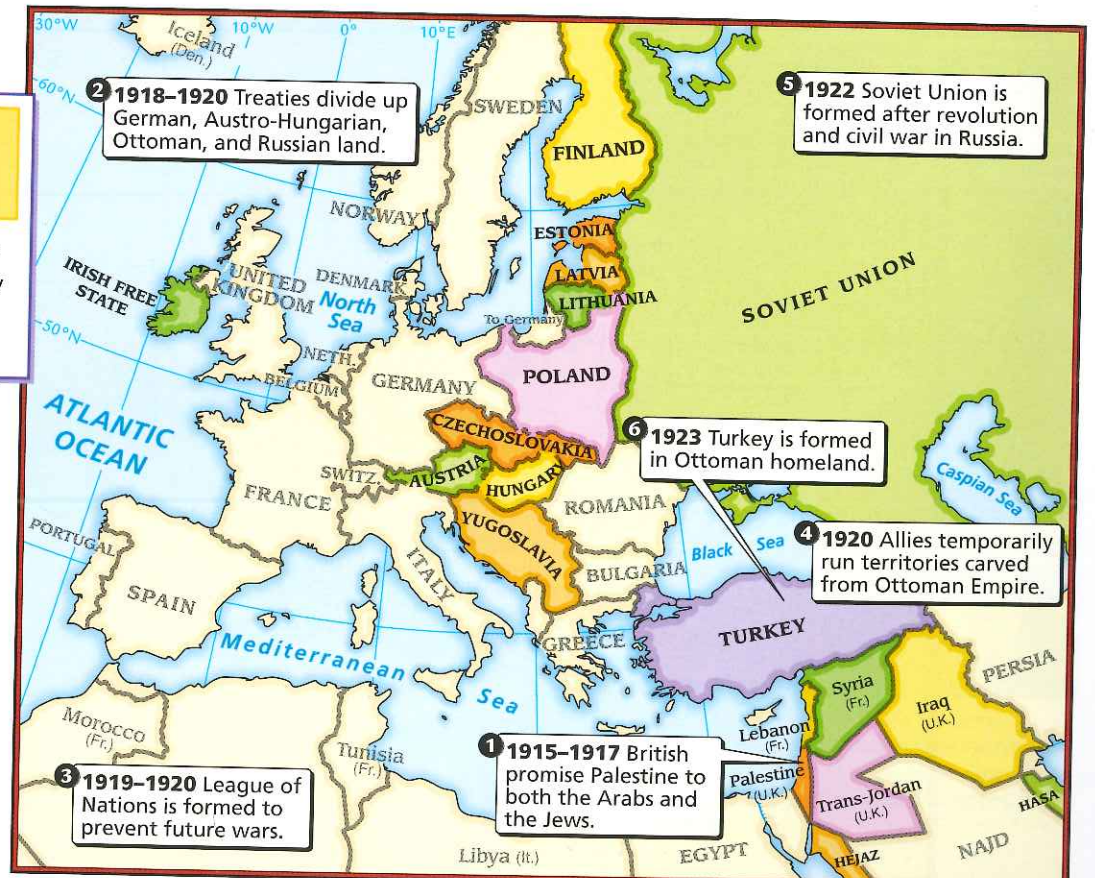 30°W
Iceland
(Den.)
10°W
0°
10°E
60°N
2 1918–1920 Treaties divide up
German, Austro-Hungarian,
Ottoman, and Russian land.
SWEDEN
5 1922 Soviet Union is
formed after revolution
and civil war in Russia.
FINLAND
NORWAY
ESTONIA
LATVIA
LITHUANIA
SOVIET UNION
IRISH FREE
STATE
UNITED
KINGDOM
DENMARK
North
Sea
To Germany
50°N
NETH.
BELGIUM
GERMANY
POLAND
ATLANTIC
OCEAN
CZECHOSLOVAKIA
6 1923 Turkey is formed
in Ottoman homeland.
Caspian Sea
SWITZ.
AUSTRIA
HUNGARY
FRANCE
ROMANIA
YUGOSLAVIA
PORTUGAL
SPAIN
ITALY
BULGARIA
Black Sea
4 1920 Allies temporarily
run territories carved
from Ottoman Empire.
GREECE
TURKEY
Mediterranean
Sea
PERSIA
Syria
(Fr.)
Iraq
(U.K.)
Morocco
(Fr.)
Tunisia
(Fr.)
Lebanon
(Fr.)
1 1915–1917 British
promise Palestine to
both the Arabs and
the Jews.
Palestine
(U.K.)
Trans-Jordan
(U.K.)
3 1919–1920 League of
Nations is formed to
prevent future wars.
HASA
Libya (It.)
EGYPT
HEJAZ
NAJD